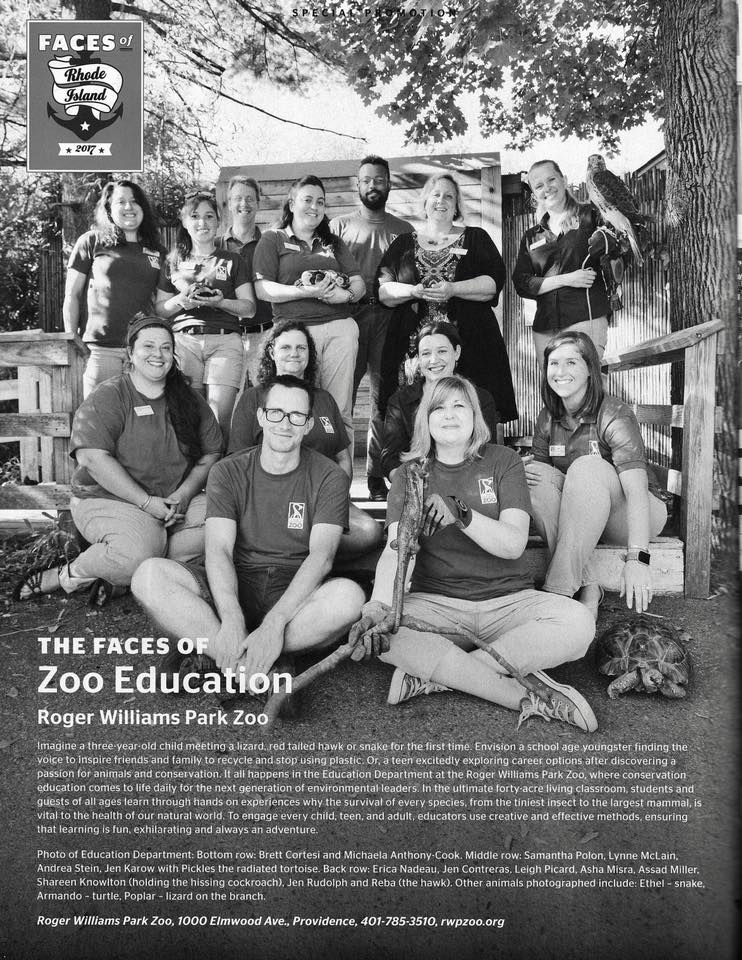 SPECIAL PROMOTION
FACES of
Rhode
Island
2017
ZOO
ZOO
THE FACES OF
Zoo Education
Roger Williams Park Zoo
Imagine a three-year-old child meeting a lizard, red tailed hawk or snake for the first time. Envision a school age youngster finding the
voice to inspire friends and family to recycle and stop using plastic. Or, a teen excitedly exploring career options after discovering a
passion for animals and conservation. It all happens in the Education Department at the Roger Williams Park Zoo, where conservation
education comes to life daily for the next generation of environmental leaders. In the ultimate forty-acre living classroom, students and
guests of all ages learn through hands on experiences why the survival of every species, from the tiniest insect to the largest mammal, is
vital to the health of our natural world. To engage every child, teen, and adult, educators use creative and effective methods, ensuring
that learning is fun, exhilarating and always an adventure.
Photo of Education Department: Bottom row: Brett Cortesi and Michaela Anthony-Cook. Middle row: Samantha Polon, Lynne McLain,
Andrea Stein, Jen Karow with Pickles the radiated tortoise. Back row: Erica Nadeau, Jen Contreras, Leigh Picard, Asha Misra, Assad Miller,
Shareen Knowlton (holding the hissing cockroach), Jen Rudolph and Reba (the hawk). Other animals photographed include: Ethel – snake,
Armando – turtle, Poplar – lizard on the branch.
Roger Williams Park Zoo, 1000 Elmwood Ave., Providence, 401-785-3510, rwpzoo.org